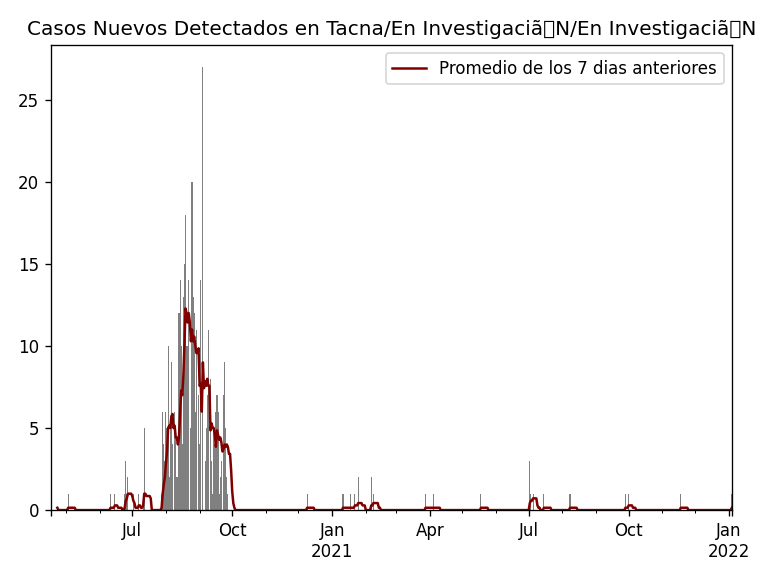 Casos Nuevos Detectados en Tacna/En Investigaciã▯N/En Investigaciã▯N
Promedio de los 7 dias anteriores
25
20
15
10
5
0
Jul Oct Jan Apr Jul Oct Jan
2021 2022